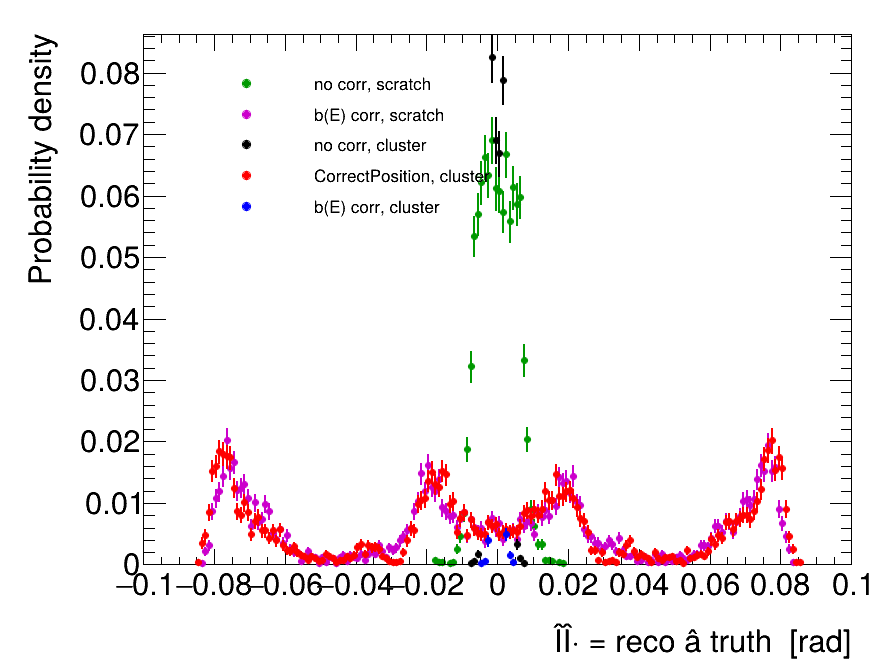 Probability density
0.08
0.07
0.06
0.05
0.04
0.03
0.02
0.01
0
no corr, scratch
b(E) corr, scratch
no corr, cluster
CorrectPosition, cluster
b(E) corr, cluster
−0.1 −0.08 −0.06 −0.04 −0.02 0 0.02 0.04 0.06 0.08 0.1
ÎÎ· = reco â truth [rad]